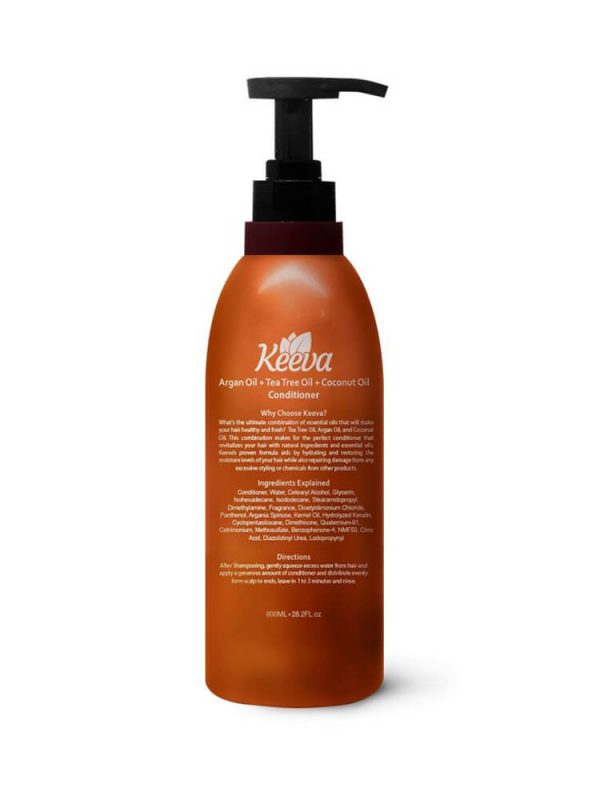 Keeva
Argan Oil + Tea Tree Oil + Coconut Oil
Conditioner
Why Choose Keeva?
What's the ultimate combination of essential oils that will make
your hair healthy and fresh? Tea Tree Oil, Argan Oil, and Coconut
Oil. This combination makes for the perfect conditioner that
revitalizes your hair with natural ingredients and essential oils.
Keeva's proven formula aids by hydrating and restoring the
moisture levels of your hair while also repairing damage from any
excessive styling or chemicals from other products.
Ingredients Explained
Conditioner, Water, Cetearyl Alcohol, Glycerin,
Isohexadecane, Isododecane, Stearamidopropyl,
Dimethylamine, Fragrance, Dioetyldimonium Chloride,
Panthenol, Argania Spinose, Kernel Oil, Hydrolyzed Keratin,
Cyclopentasiloxane, Dimethicone, Quaternium-91,
Cetrimonium, Methosulfate, Benzophenone-4, NMF50, Citric
Acid, Diazolidinyl Urea, Lodopropynyl
Directions
After Shampooing, gently squeeze excess water from hair and
apply a generous amount of conditioner and distribute evenly
form scalp to ends, leave in 1 to 3 minutes and rinse.
800ML • 28.2FL.oz